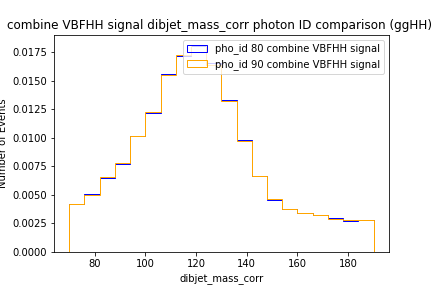 combine VBFHH signal dibjet_mass_corr photon ID comparison (ggHH)
pho_id 80 combine VBFHH signal
pho_id 90 combine VBFHH signal
Number of Events
0.0175
0.0150
0.0125
0.0100
0.0075
0.0050
0.0025
0.0000
80 100 120 140 160 180
dibjet_mass_corr